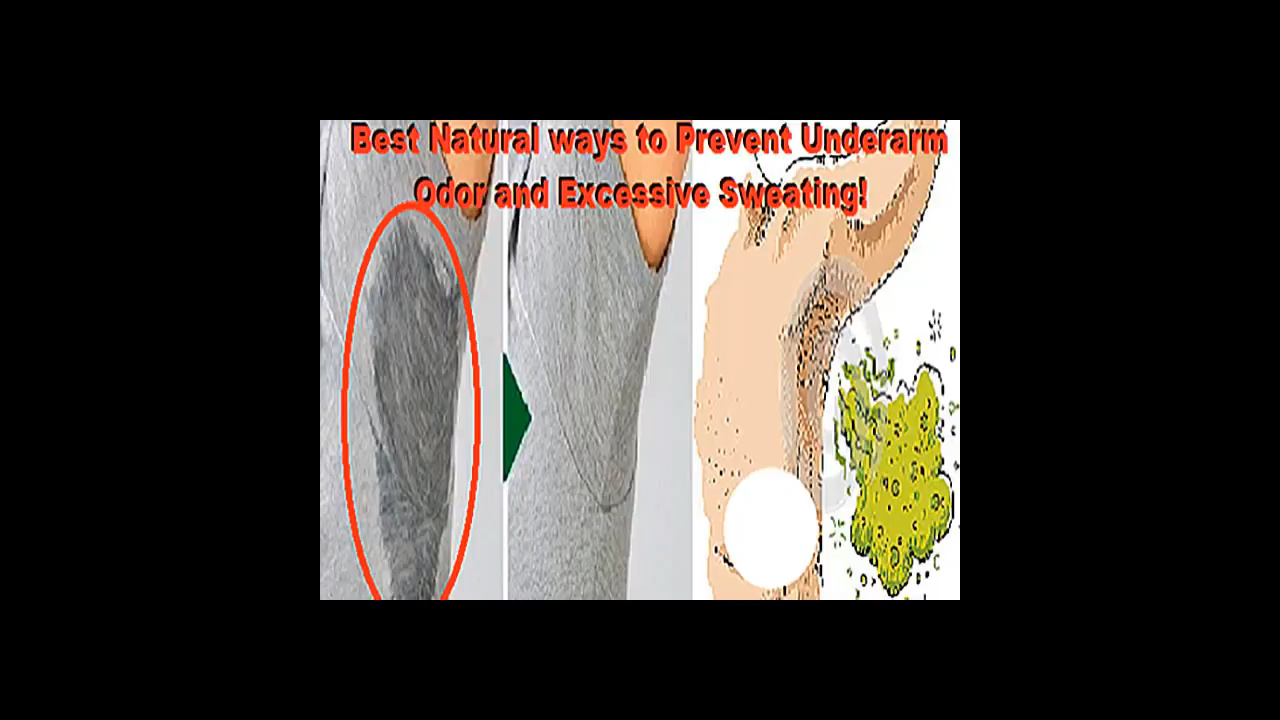 Best Natural ways to Prevent Underarm
Odor and Excessive Sweating!